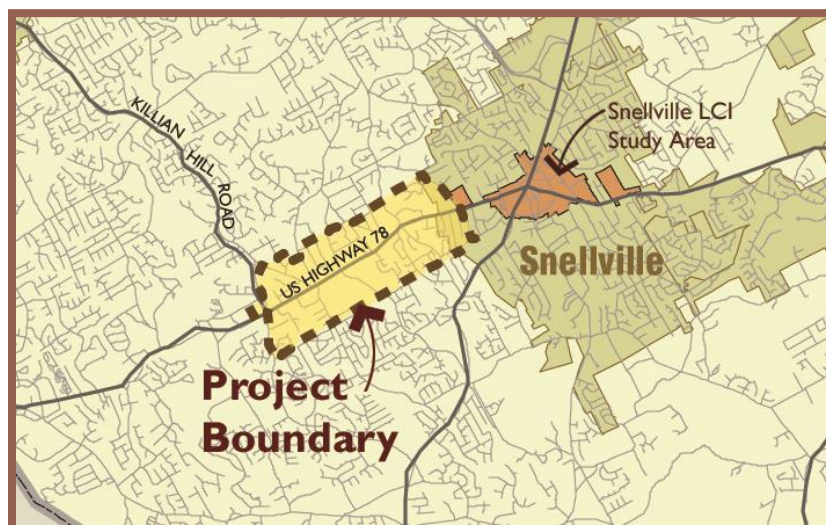 KILLIAN HILL ROAD
Snellville LCI
Study Area
US HIGHWAY 78
Snellville
Project
Boundary